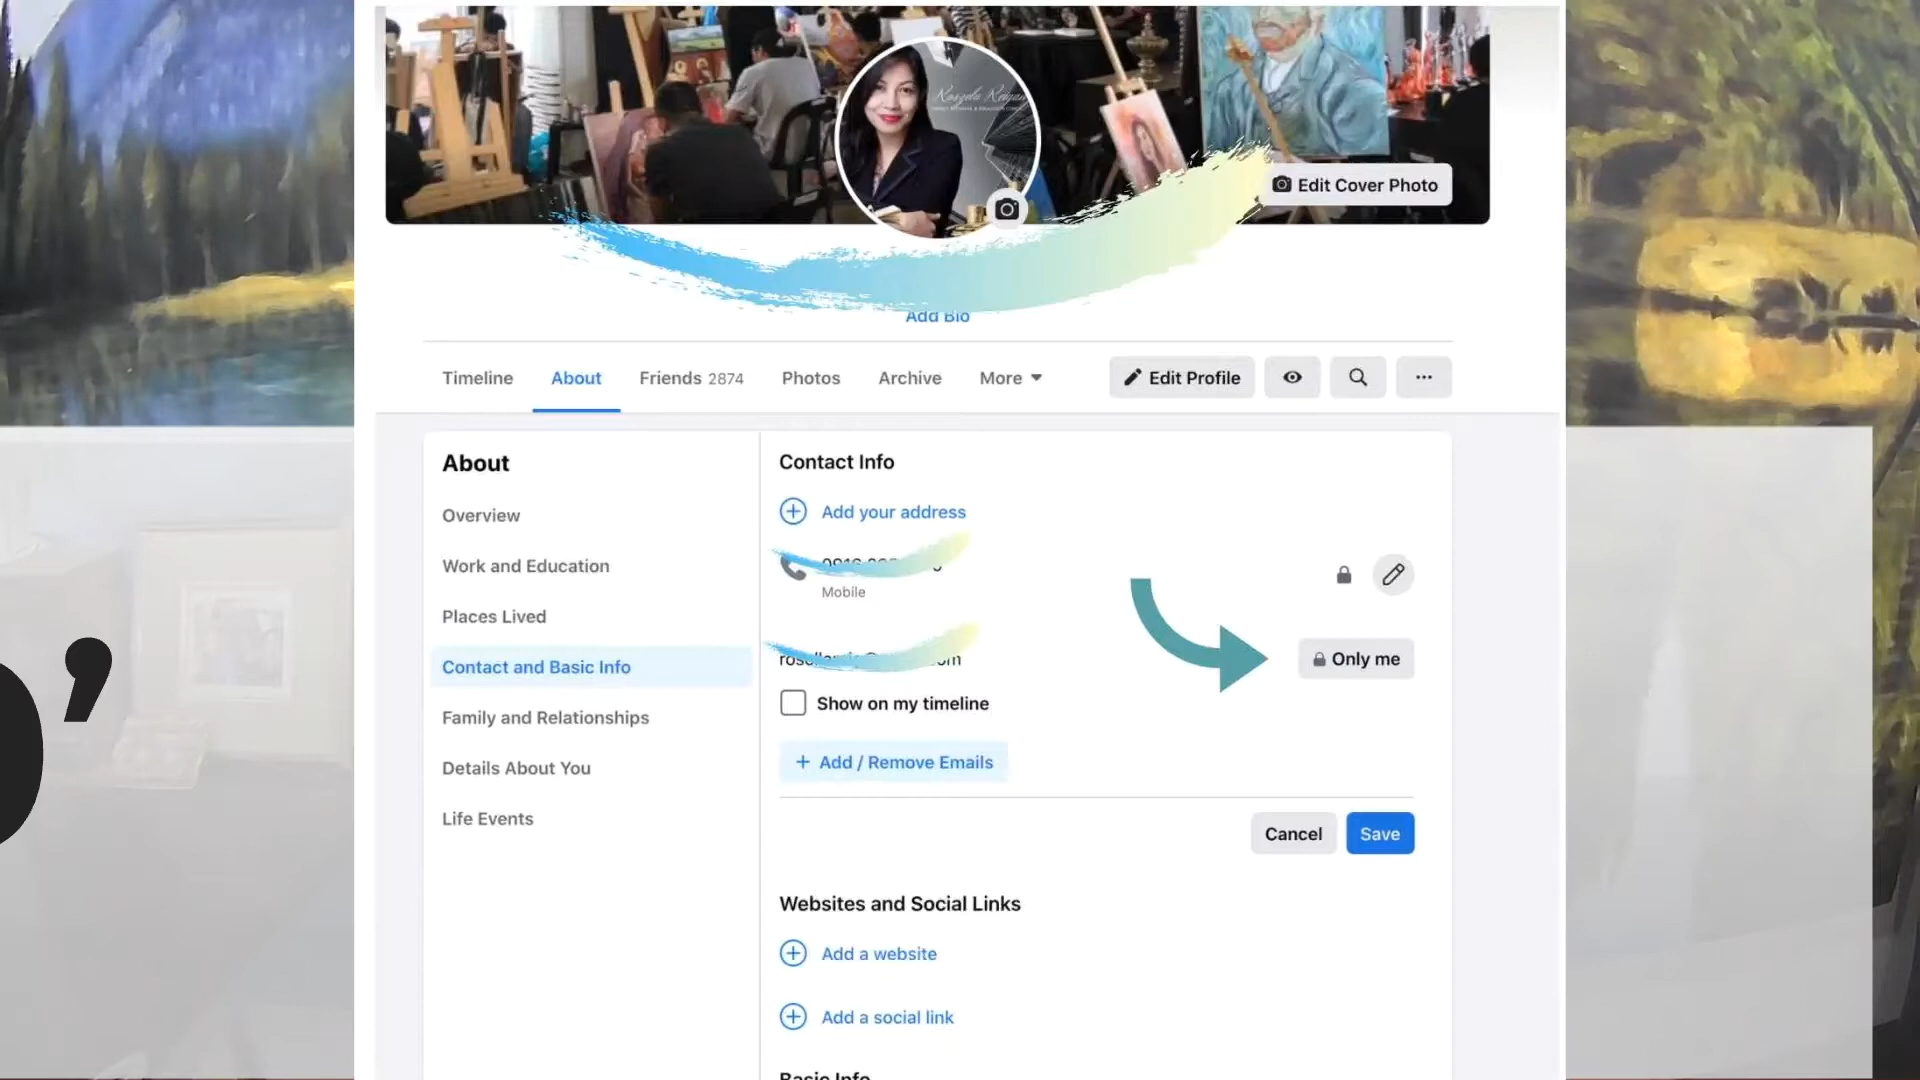 Edit Cover Photo
Add Bio
Timeline
About
Friends 2874
Photos
Archive
More
Edit Profile
About
Overview
Work and Education
Places Lived
Contact and Basic Info
Family and Relationships
Details About You
Life Events
Contact Info
Add your address
Mobile
Only me
Show on my timeline
+ Add / Remove Emails
Cancel
Save
Websites and Social Links
Add a website
Add a social link
Basic Info